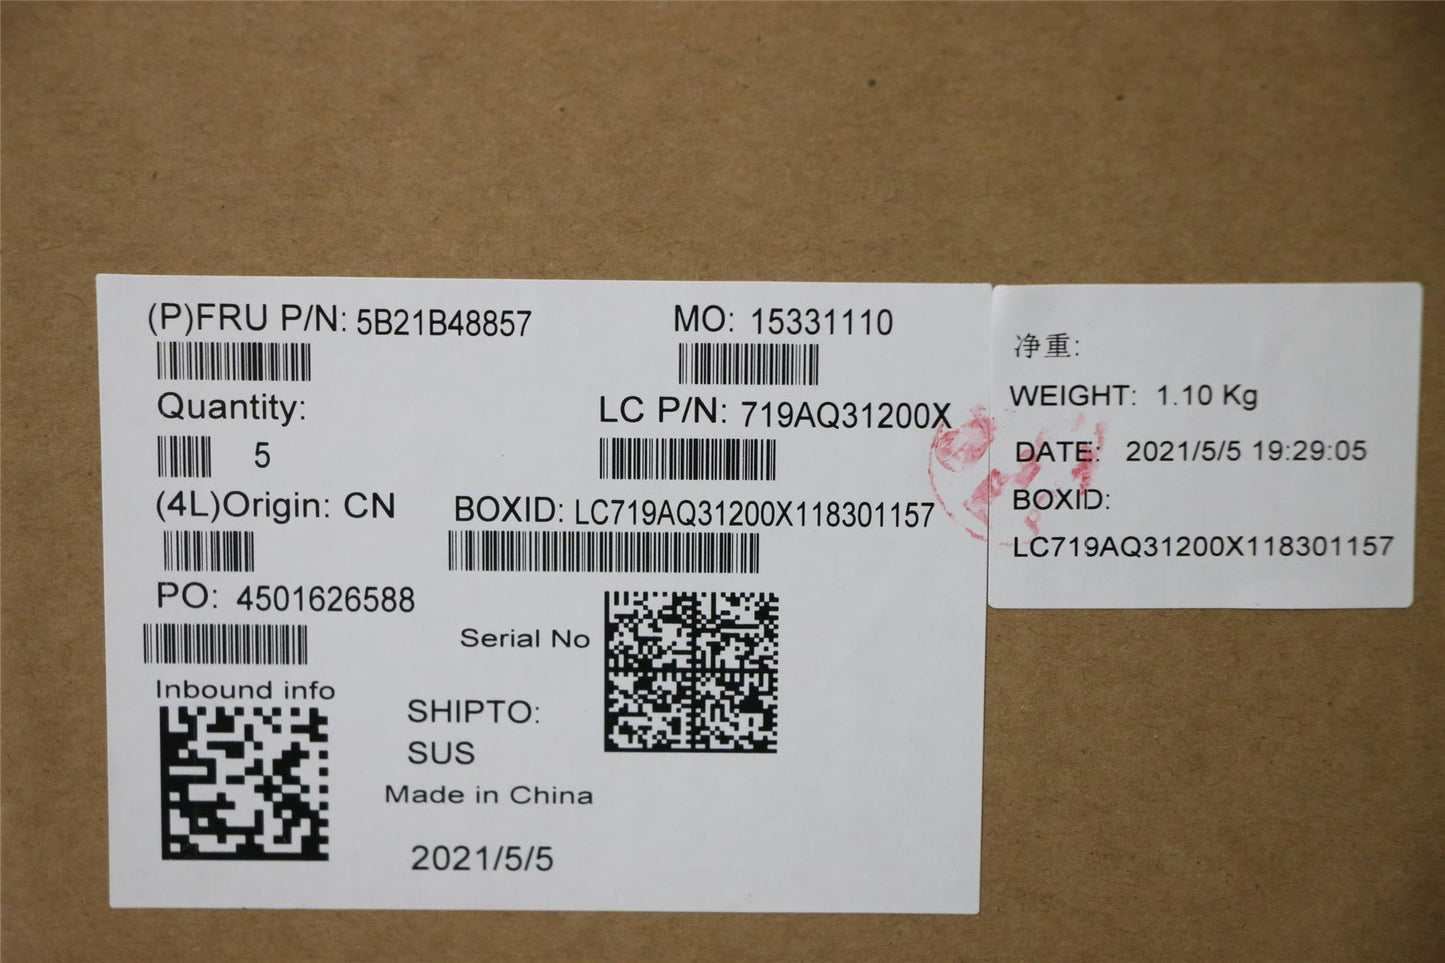 (P)FRU P/N: 5B21B48857
MO: 15331110
Quantity:
5
LC P/N: 719AQ31200X
(4L)Origin: CN
BOXID: LC719AQ31200X118301157
PO: 4501626588
Serial No
Inbound info
SHIPTO:
SUS
Made in China
2021/5/5
净重:
WEIGHT: 1.10 Kg
DATE: 2021/5/5 19:29:05
BOXID:
LC719AQ31200X118301157